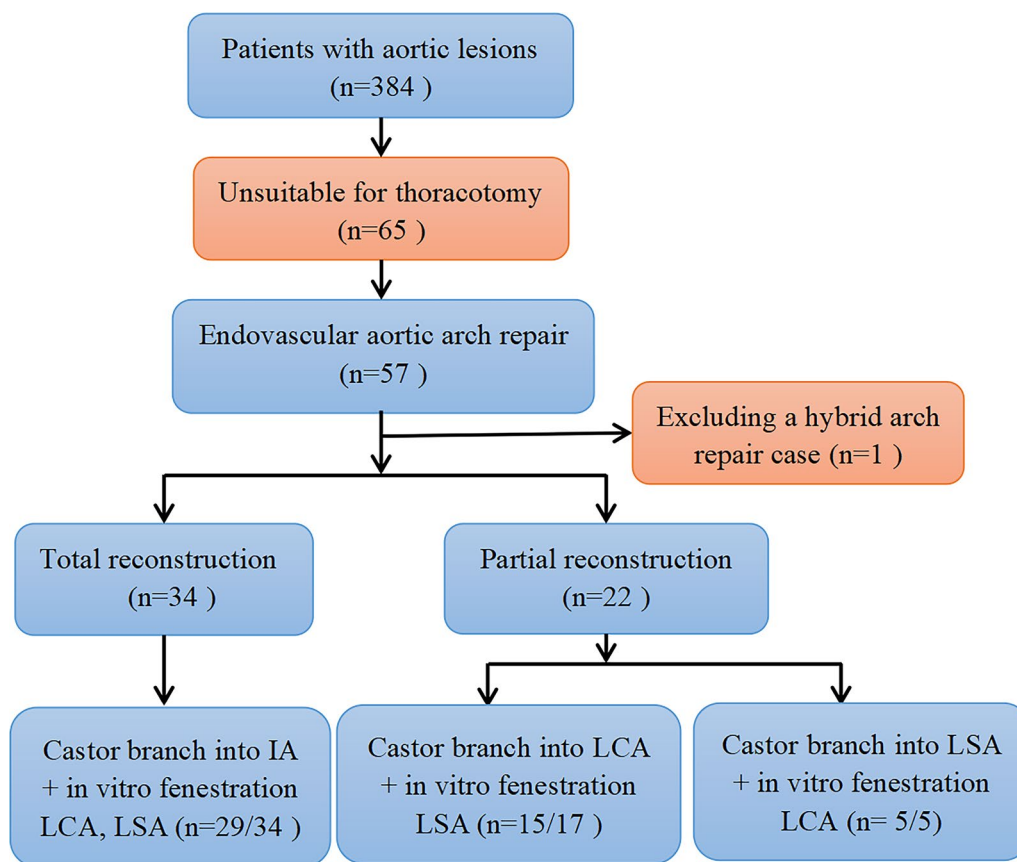 Patients with aortic lesions
(n=384 )
Unsuitable for thoracotomy
(n=65 )
Endovascular aortic arch repair
(n=57 )
Excluding a hybrid arch
repair case (n=1 )
Total reconstruction
(n=34 )
Partial reconstruction
(n=22 )
Castor branch into IA
+ in vitro fenestration
LCA, LSA (n=29/34 )
Castor branch into LCA
+ in vitro fenestration
LSA (n=15/17 )
Castor branch into LSA
+ in vitro fenestration
LCA (n= 5/5)